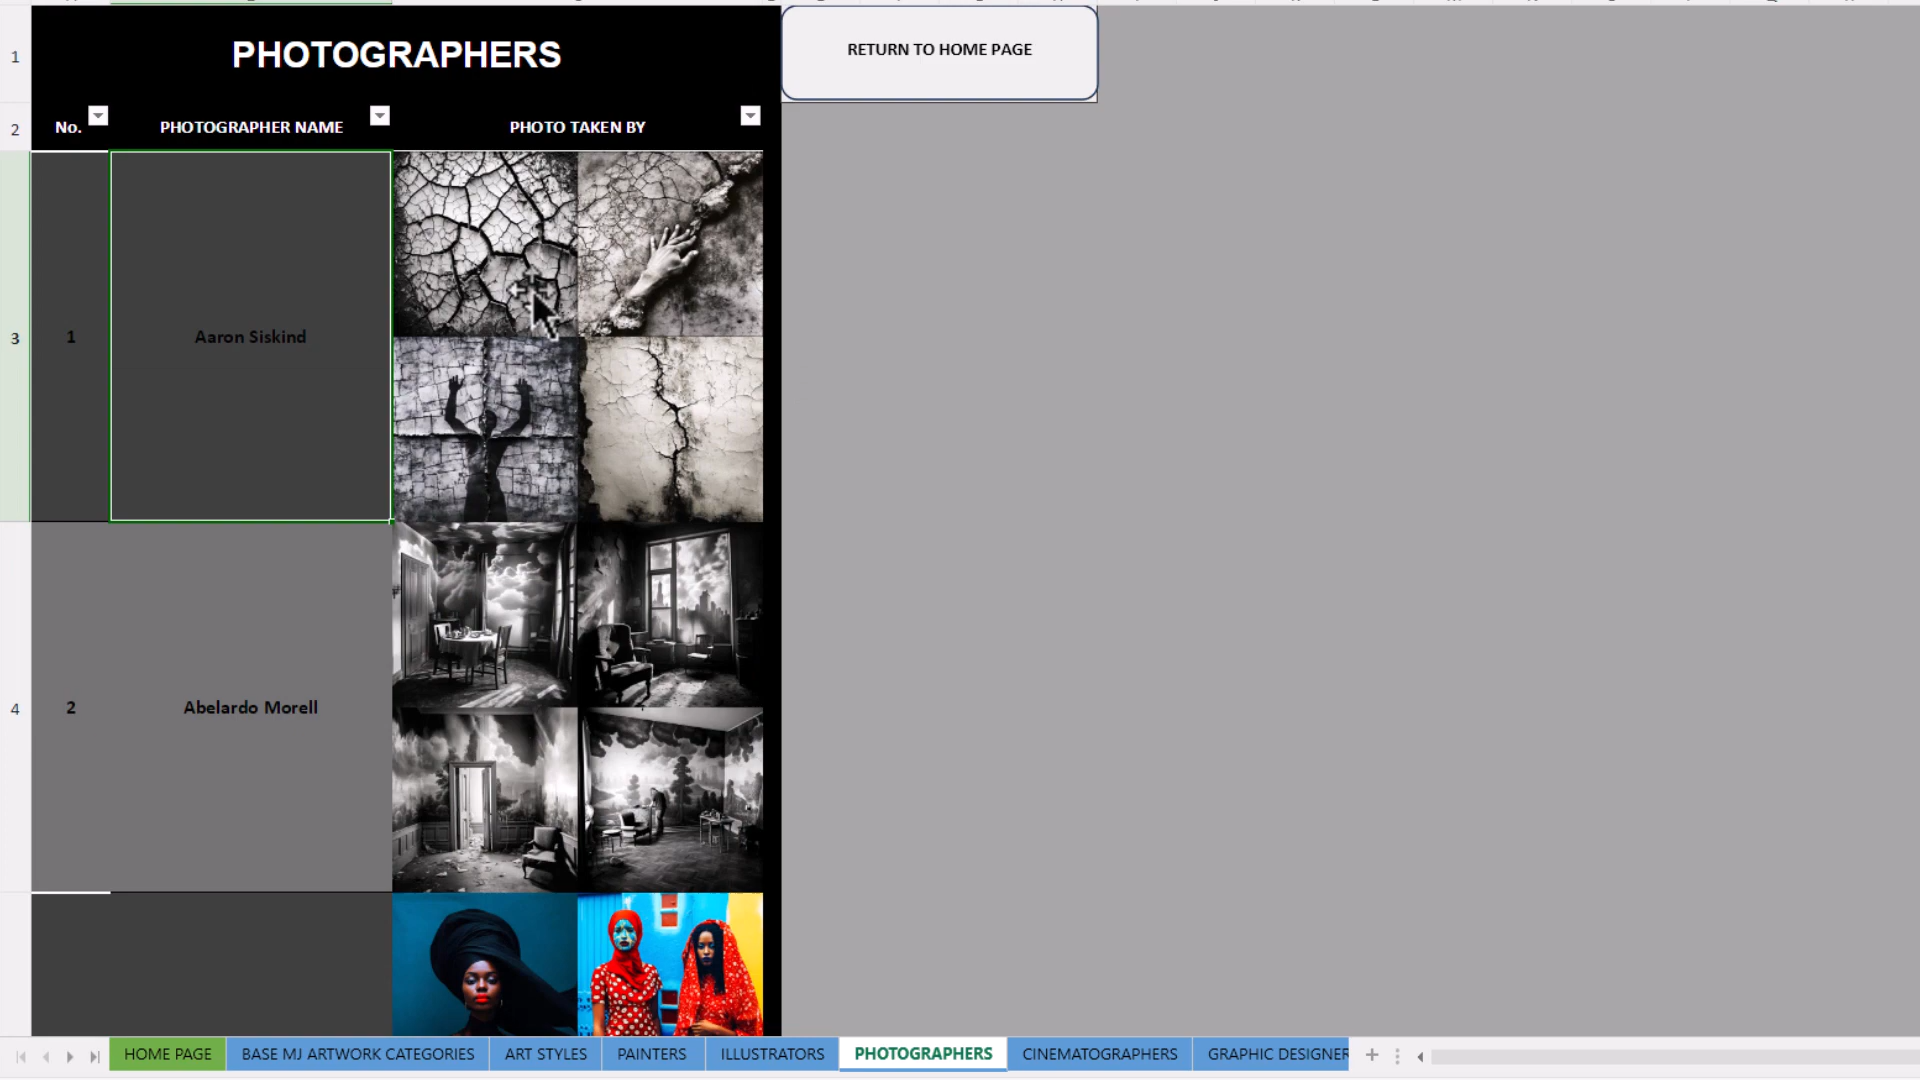 PHOTOGRAPHERS
RETURN TO HOME PAGE
1
2
No.
PHOTOGRAPHER NAME
PHOTO TAKEN BY
3
1
Aaron Siskind
4
2
Abelardo Morell
HOME PAGE
BASE MJ ARTWORK CATEGORIES
ART STYLES
PAINTERS
ILLUSTRATORS
PHOTOGRAPHERS
CINEMATOGRAPHERS
GRAPHIC DESIGNER